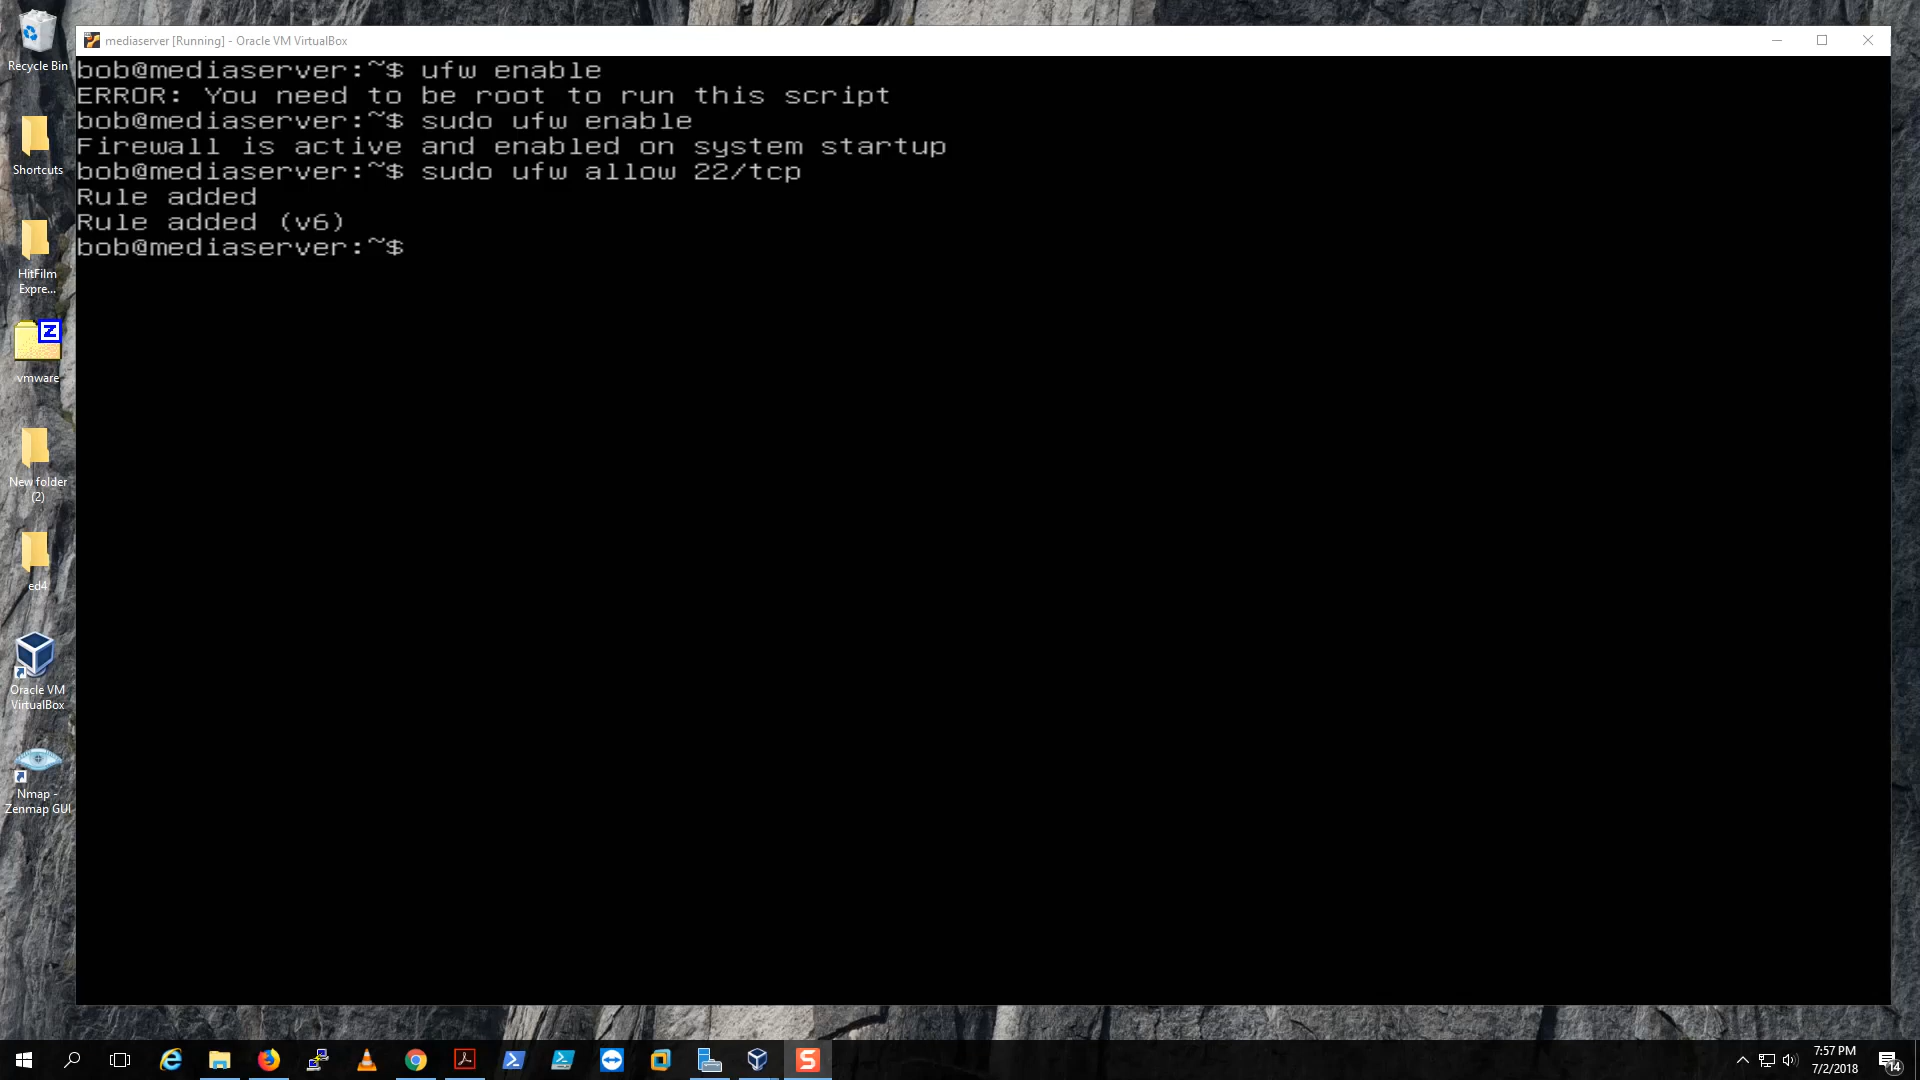 mediaserver [Running] - Oracle VM VirtualBox
bob@mediaserver:~$ ufw enable
ERROR: You need to be root to run this script
bob@mediaserver:~$ sudo ufw enable
Firewall is active and enabled on system startup
bob@mediaserver:~$ sudo ufw allow 22/tcp
Rule added
Rule added (v6)
bob@mediaserver:~$
Recycle Bin
Shortcuts
HitFilm
Expre...
Z
vmware
New folder
(2)
ed4
Oracle VM
VirtualBox
Nmap -
Zenmap GUI
S
7:57 PM
7/2/2018
14